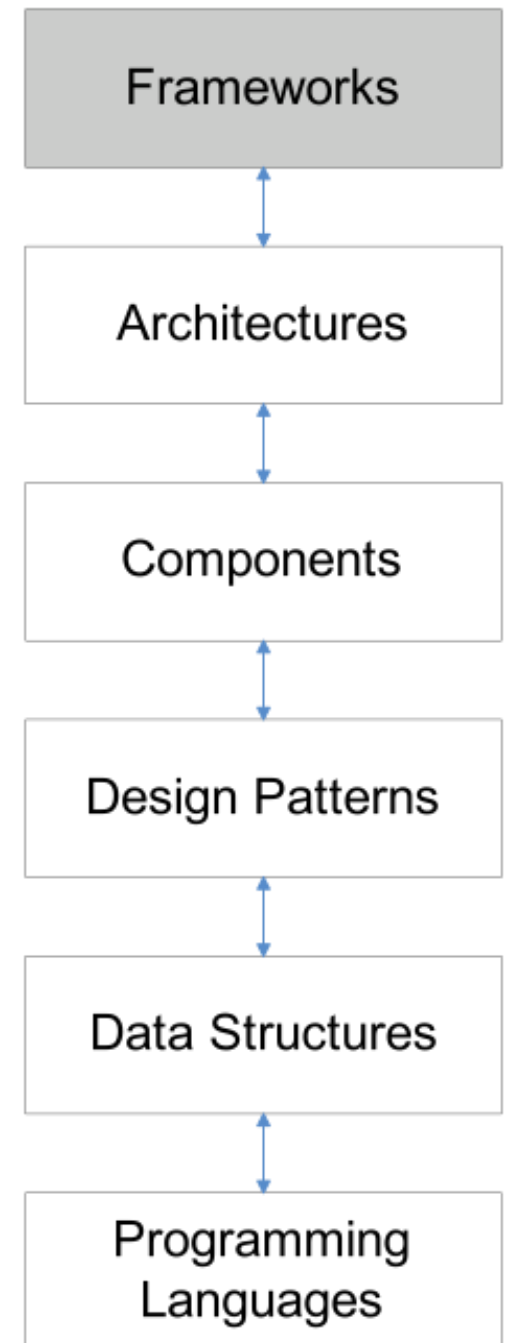 Frameworks
Architectures
Components
Design Patterns
Data Structures
Programming
Languages